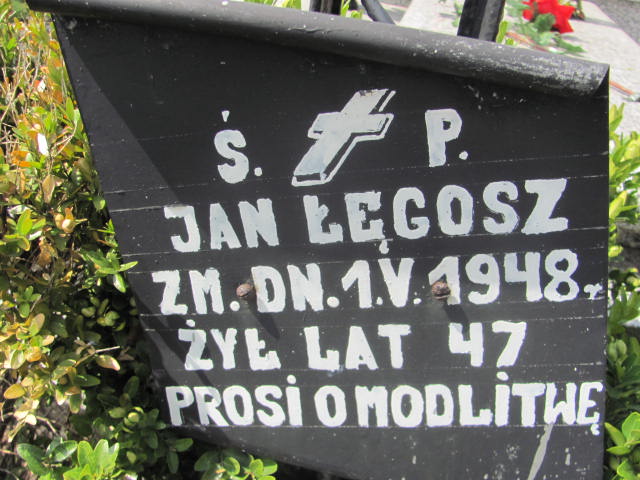 Ś. P.
JAN ŁĘGOSZ
ZM. DN. 1.V. 1948 r.
ŻYŁ LAT 47
PROSi O MODLiTWĘ